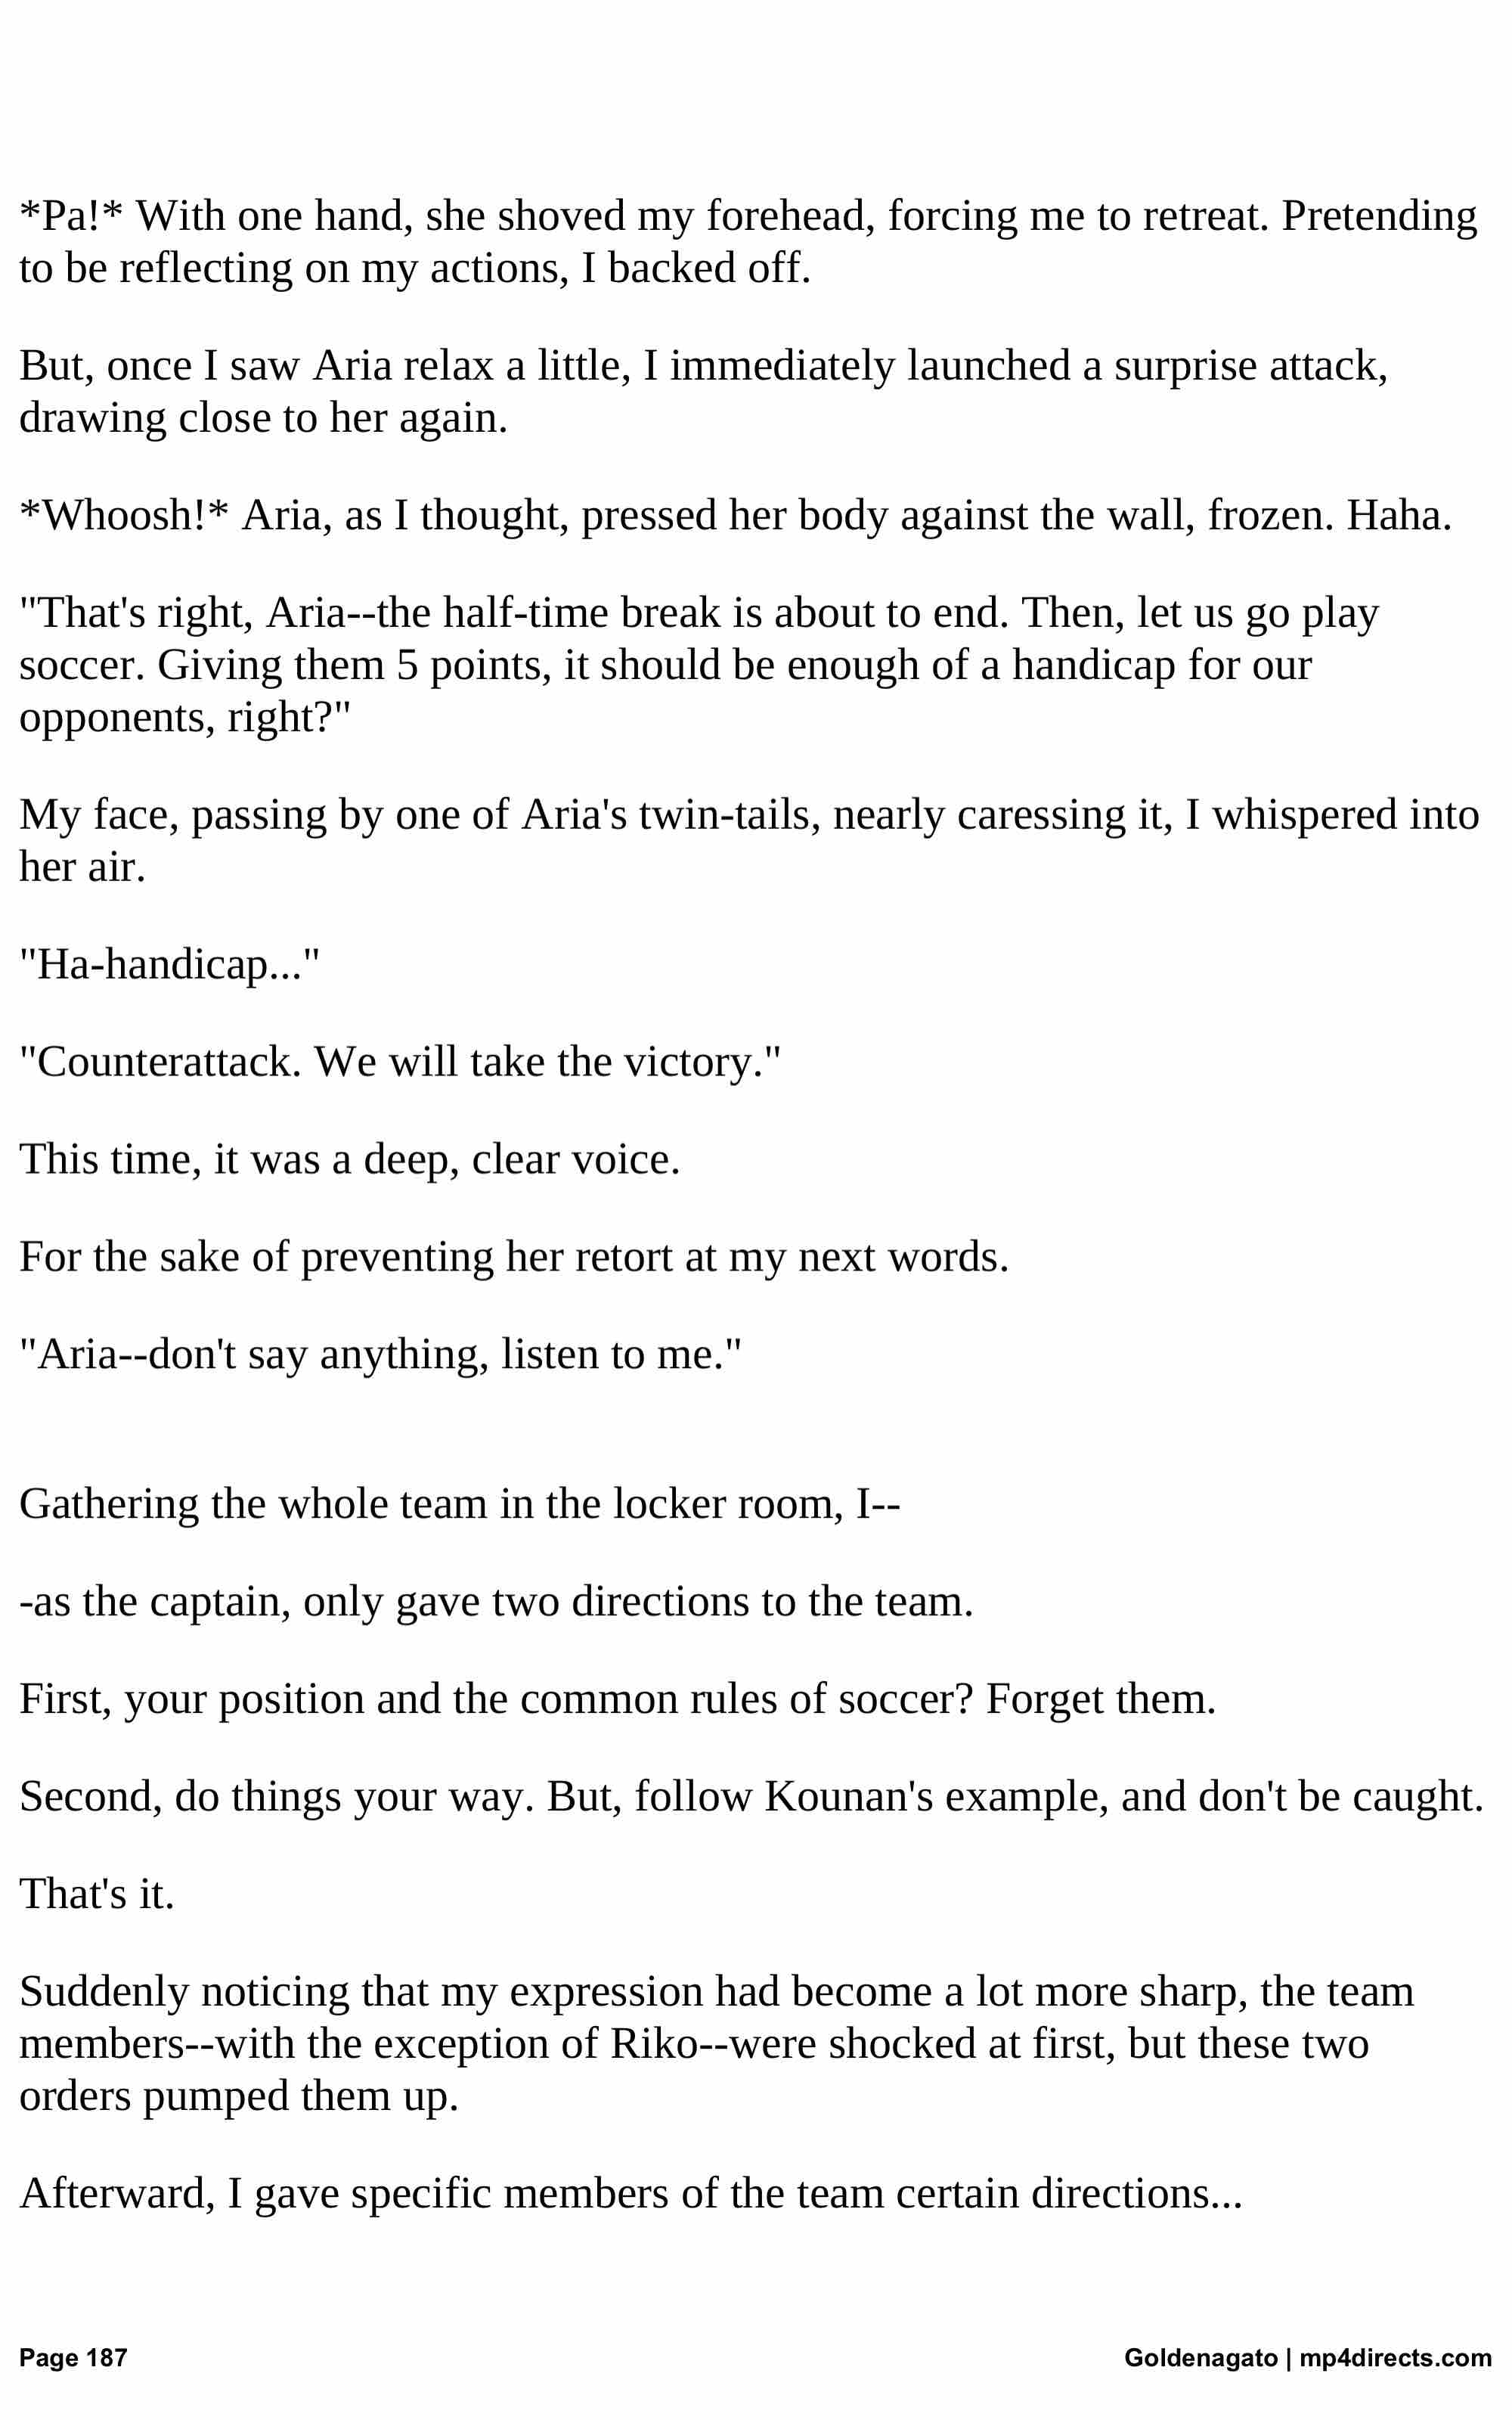 *Pa!* With one hand, she shoved my forehead, forcing me to retreat. Pretending
to be reflecting on my actions, I backed off.
But, once I saw Aria relax a little, I immediately launched a surprise attack,
drawing close to her again.
*Whoosh!* Aria, as I thought, pressed her body against the wall, frozen. Haha.
"That's right, Aria--the half-time break is about to end. Then, let us go play
soccer. Giving them 5 points, it should be enough of a handicap for our
opponents, right?"
My face, passing by one of Aria's twin-tails, nearly caressing it, I whispered into
her air.
"Ha-handicap..."
"Counterattack. We will take the victory."
This time, it was a deep, clear voice.
For the sake of preventing her retort at my next words.
"Aria--don't say anything, listen to me."
Gathering the whole team in the locker room, I--
-as the captain, only gave two directions to the team.
First, your position and the common rules of soccer? Forget them.
Second, do things your way. But, follow Kounan's example, and don't be caught.
That's it.
Suddenly noticing that my expression had become a lot more sharp, the team
members--with the exception of Riko--were shocked at first, but these two
orders pumped them up.
Afterward, I gave specific members of the team certain directions...
Page 187
Goldenagato | mp4directs.com